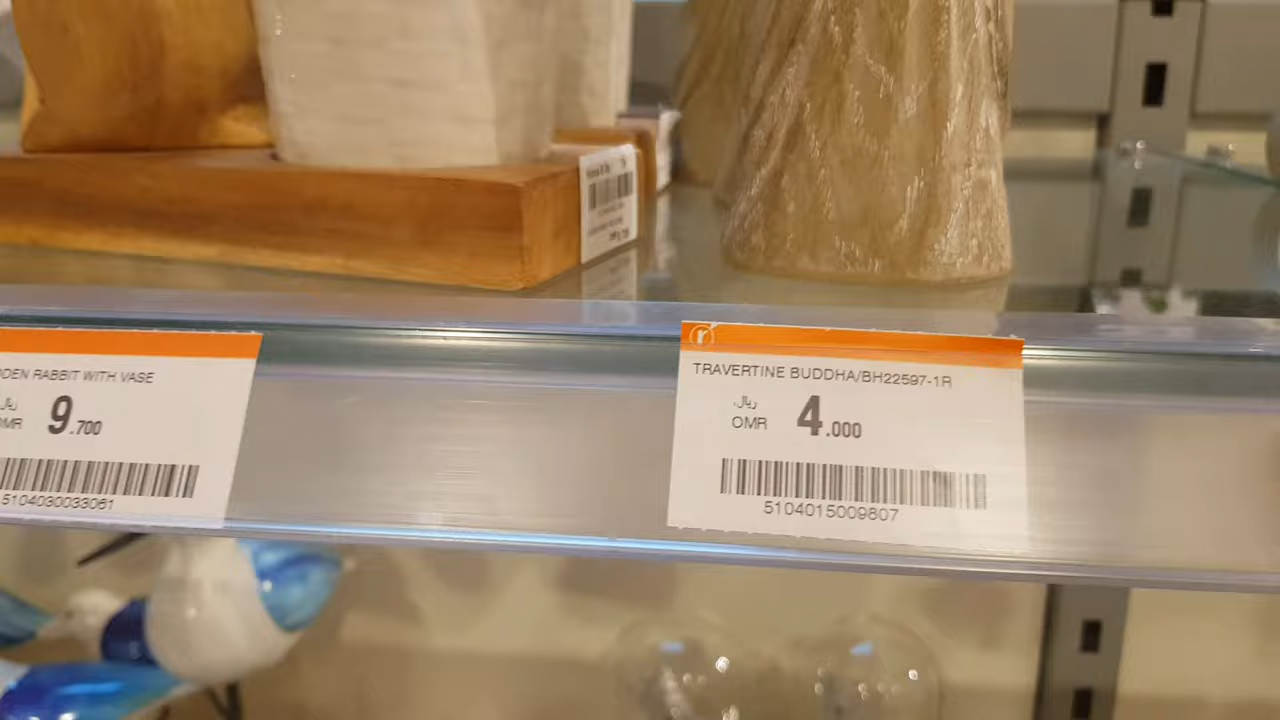 DEN RABBIT WITH VASE
ريال
OMR
9.700
5104030033061
r
TRAVERTINE BUDDHA/BH22597-1R
ريال
OMR
4.000
5104015009807